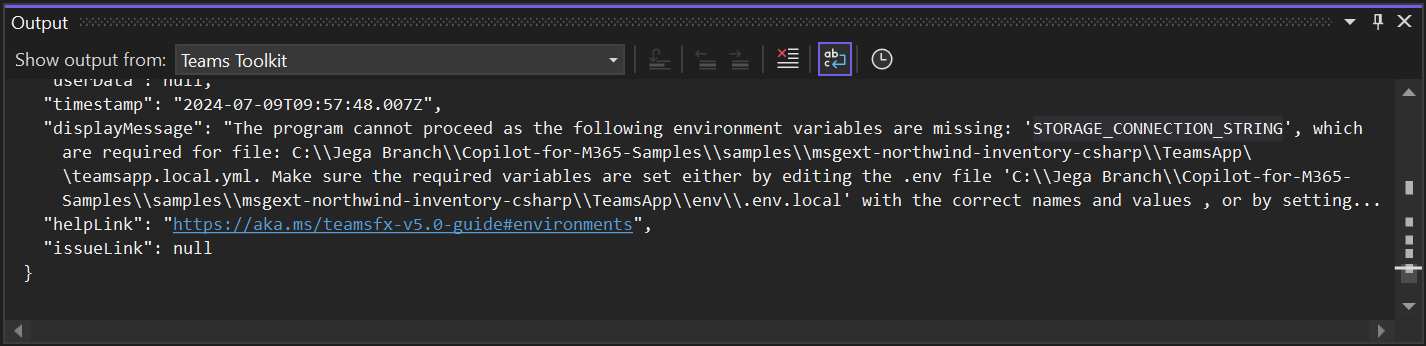 Output
Show output from: Teams Toolkit
"userData": null,
"timestamp": "2024-07-09T09:57:48.007Z",
"displayMessage": "The program cannot proceed as the following environment variables are missing: 'STORAGE_CONNECTION_STRING', which
are required for file: C:\\Jega Branch\\Copilot-for-M365-Samples\\samples\\msgext-northwind-inventory-csharp\\TeamsApp\
\teamsapp.local.yml. Make sure the required variables are set either by editing the .env file 'C:\\Jega Branch\\Copilot-for-M365-
Samples\\samples\\msgext-northwind-inventory-csharp\\TeamsApp\\env\\.env.local' with the correct names and values , or by setting...
"helpLink": "https://aka.ms/teamsfx-v5.0-guide#environments",
"issueLink": null
}